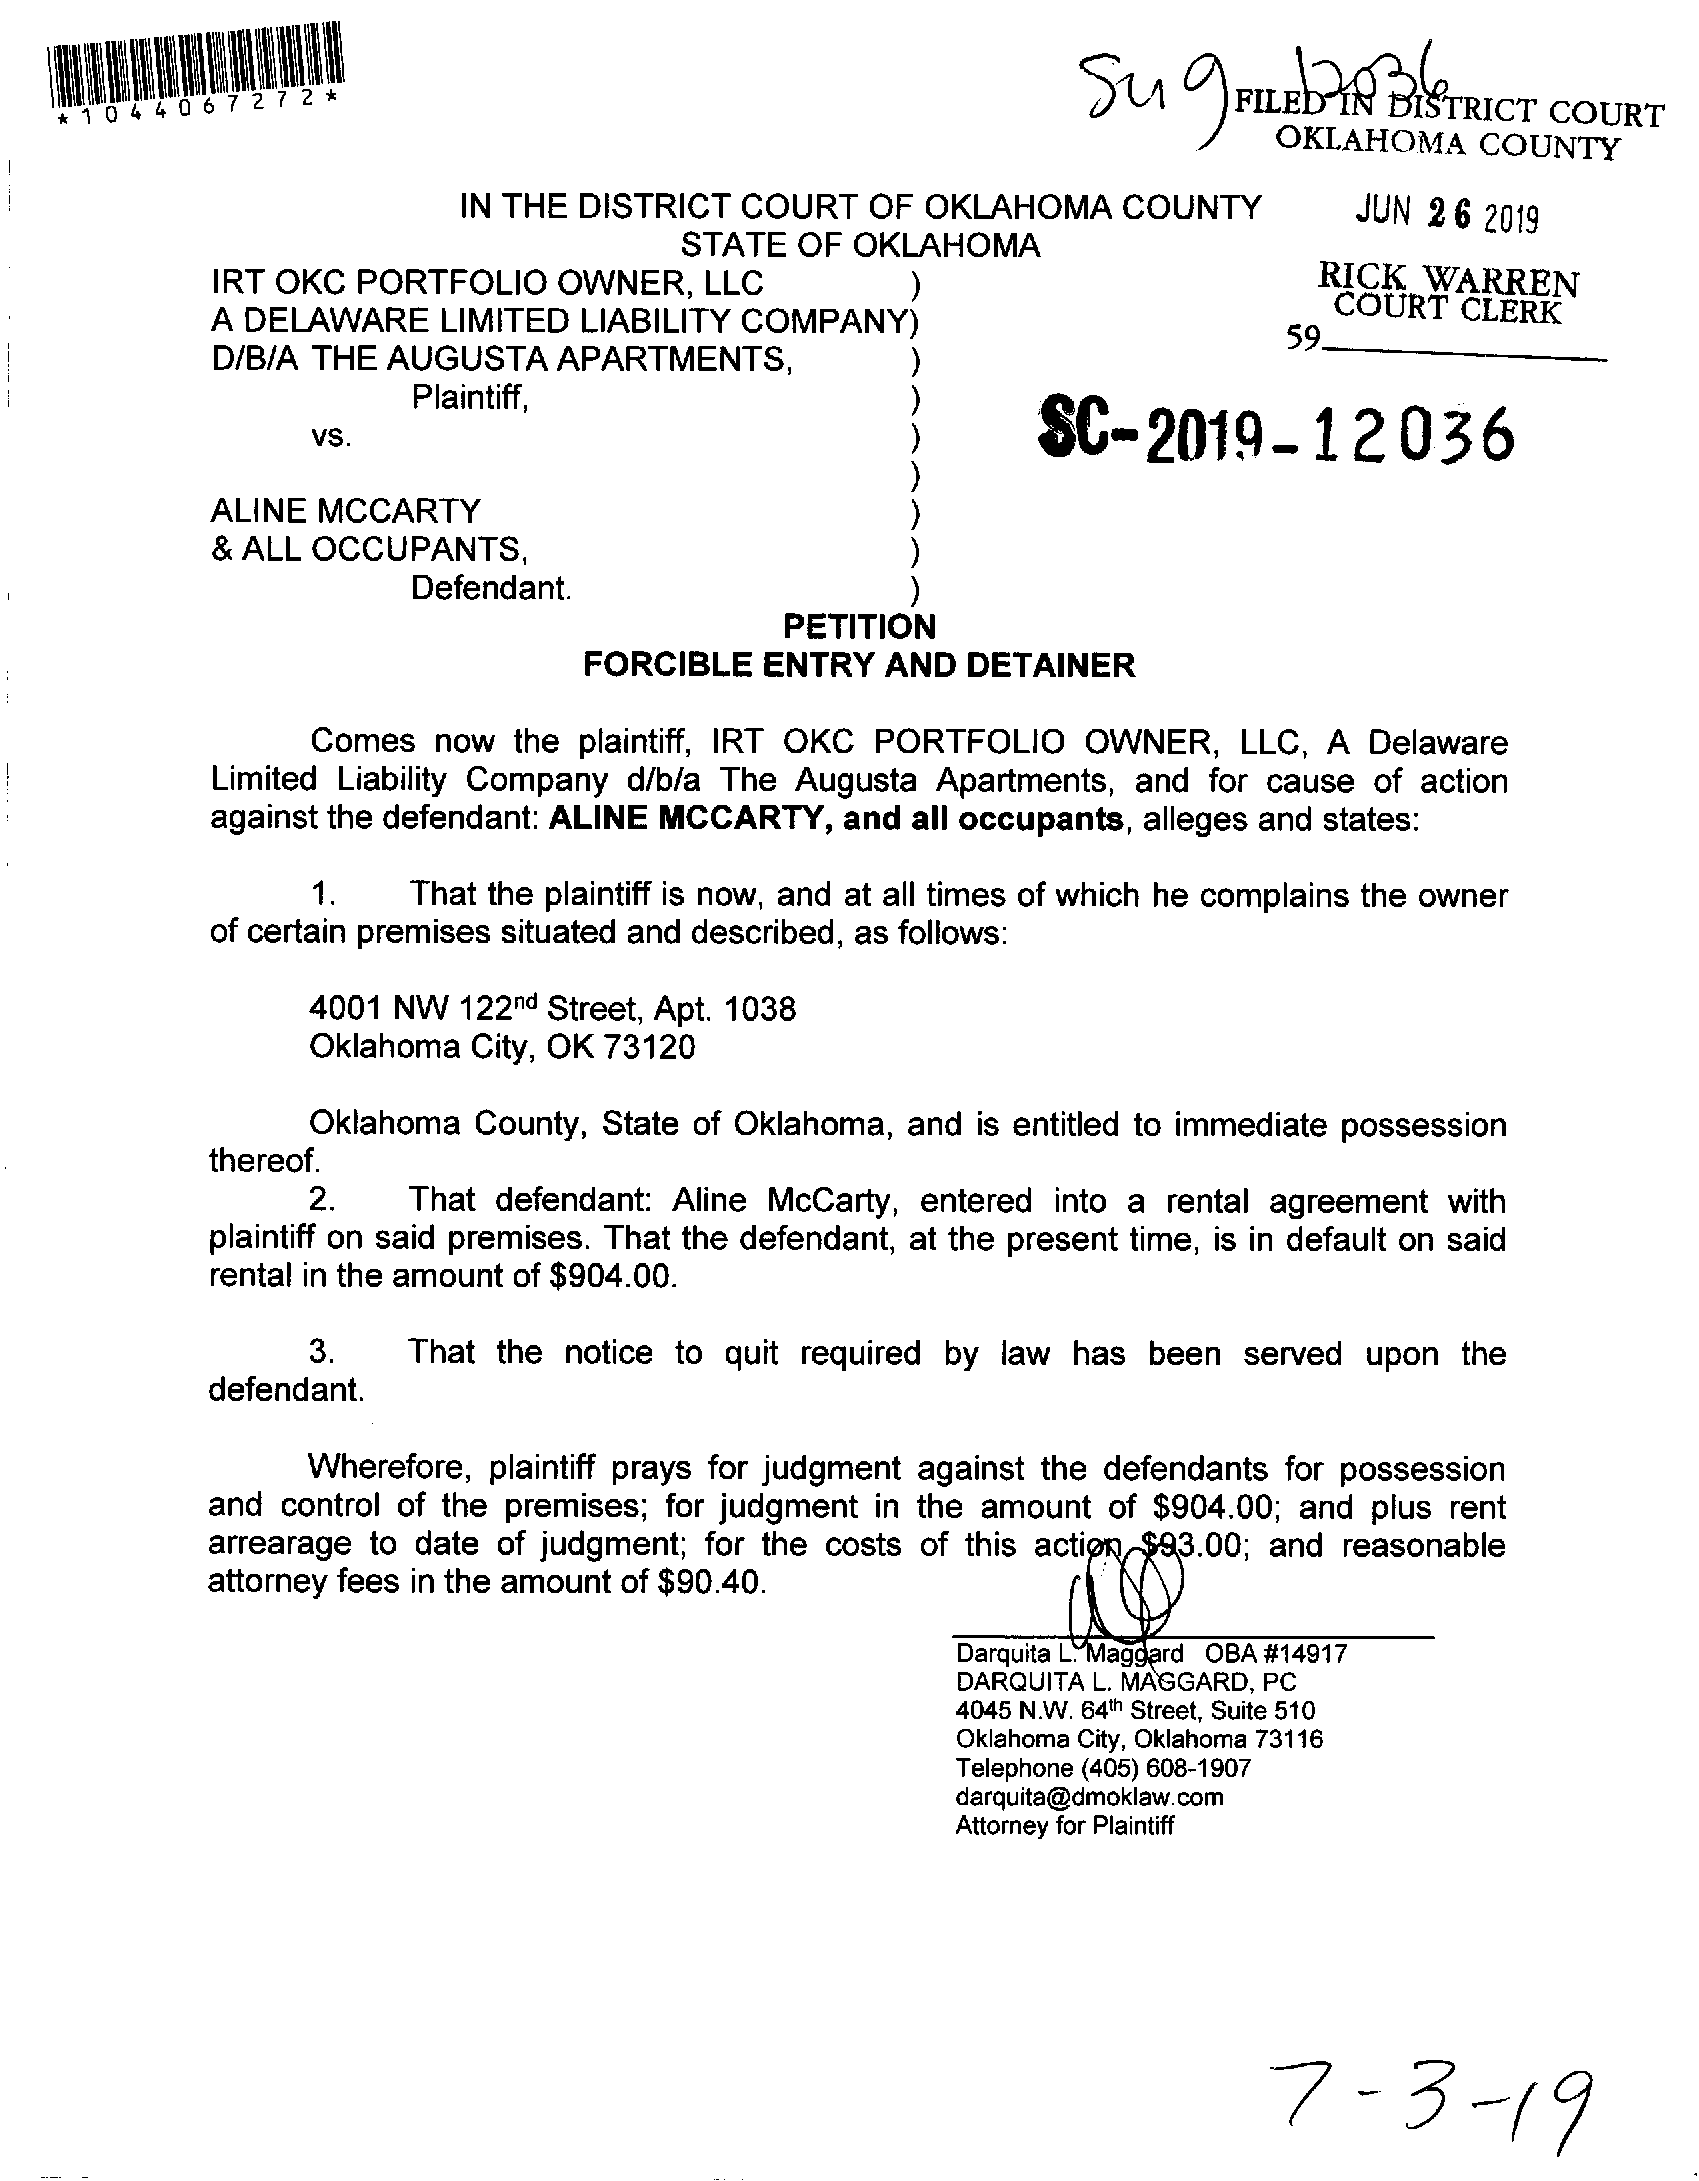 *1044067272*
SC 19 12036
FILED IN DISTRICT COURT
OKLAHOMA COUNTY
JUN 26 2019
RICK WARREN
COURT CLERK
59
SC-2019-12036
IN THE DISTRICT COURT OF OKLAHOMA COUNTY
STATE OF OKLAHOMA
IRT OKC PORTFOLIO OWNER, LLC )
A DELAWARE LIMITED LIABILITY COMPANY)
D/B/A THE AUGUSTA APARTMENTS, )
Plaintiff, )
vs. )
)
ALINE MCCARTY )
& ALL OCCUPANTS, )
Defendant. )
PETITION
FORCIBLE ENTRY AND DETAINER
Comes now the plaintiff, IRT OKC PORTFOLIO OWNER, LLC, A Delaware
Limited Liability Company d/b/a The Augusta Apartments, and for cause of action
against the defendant: ALINE MCCARTY, and all occupants, alleges and states:
1. That the plaintiff is now, and at all times of which he complains the owner
of certain premises situated and described, as follows:
4001 NW 122nd Street, Apt. 1038
Oklahoma City, OK 73120
Oklahoma County, State of Oklahoma, and is entitled to immediate possession
thereof.
2. That defendant: Aline McCarty, entered into a rental agreement with
plaintiff on said premises. That the defendant, at the present time, is in default on said
rental in the amount of $904.00.
3. That the notice to quit required by law has been served upon the
defendant.
Wherefore, plaintiff prays for judgment against the defendants for possession
and control of the premises; for judgment in the amount of $904.00; and plus rent
arrearage to date of judgment; for the costs of this action $93.00; and reasonable
attorney fees in the amount of $90.40.
Darquita L. Maggard OBA #14917
DARQUITA L. MAGGARD, PC
4045 N.W. 64th Street, Suite 510
Oklahoma City, Oklahoma 73116
Telephone (405) 608-1907
darquita@dmoklaw.com
Attorney for Plaintiff
7-3-19